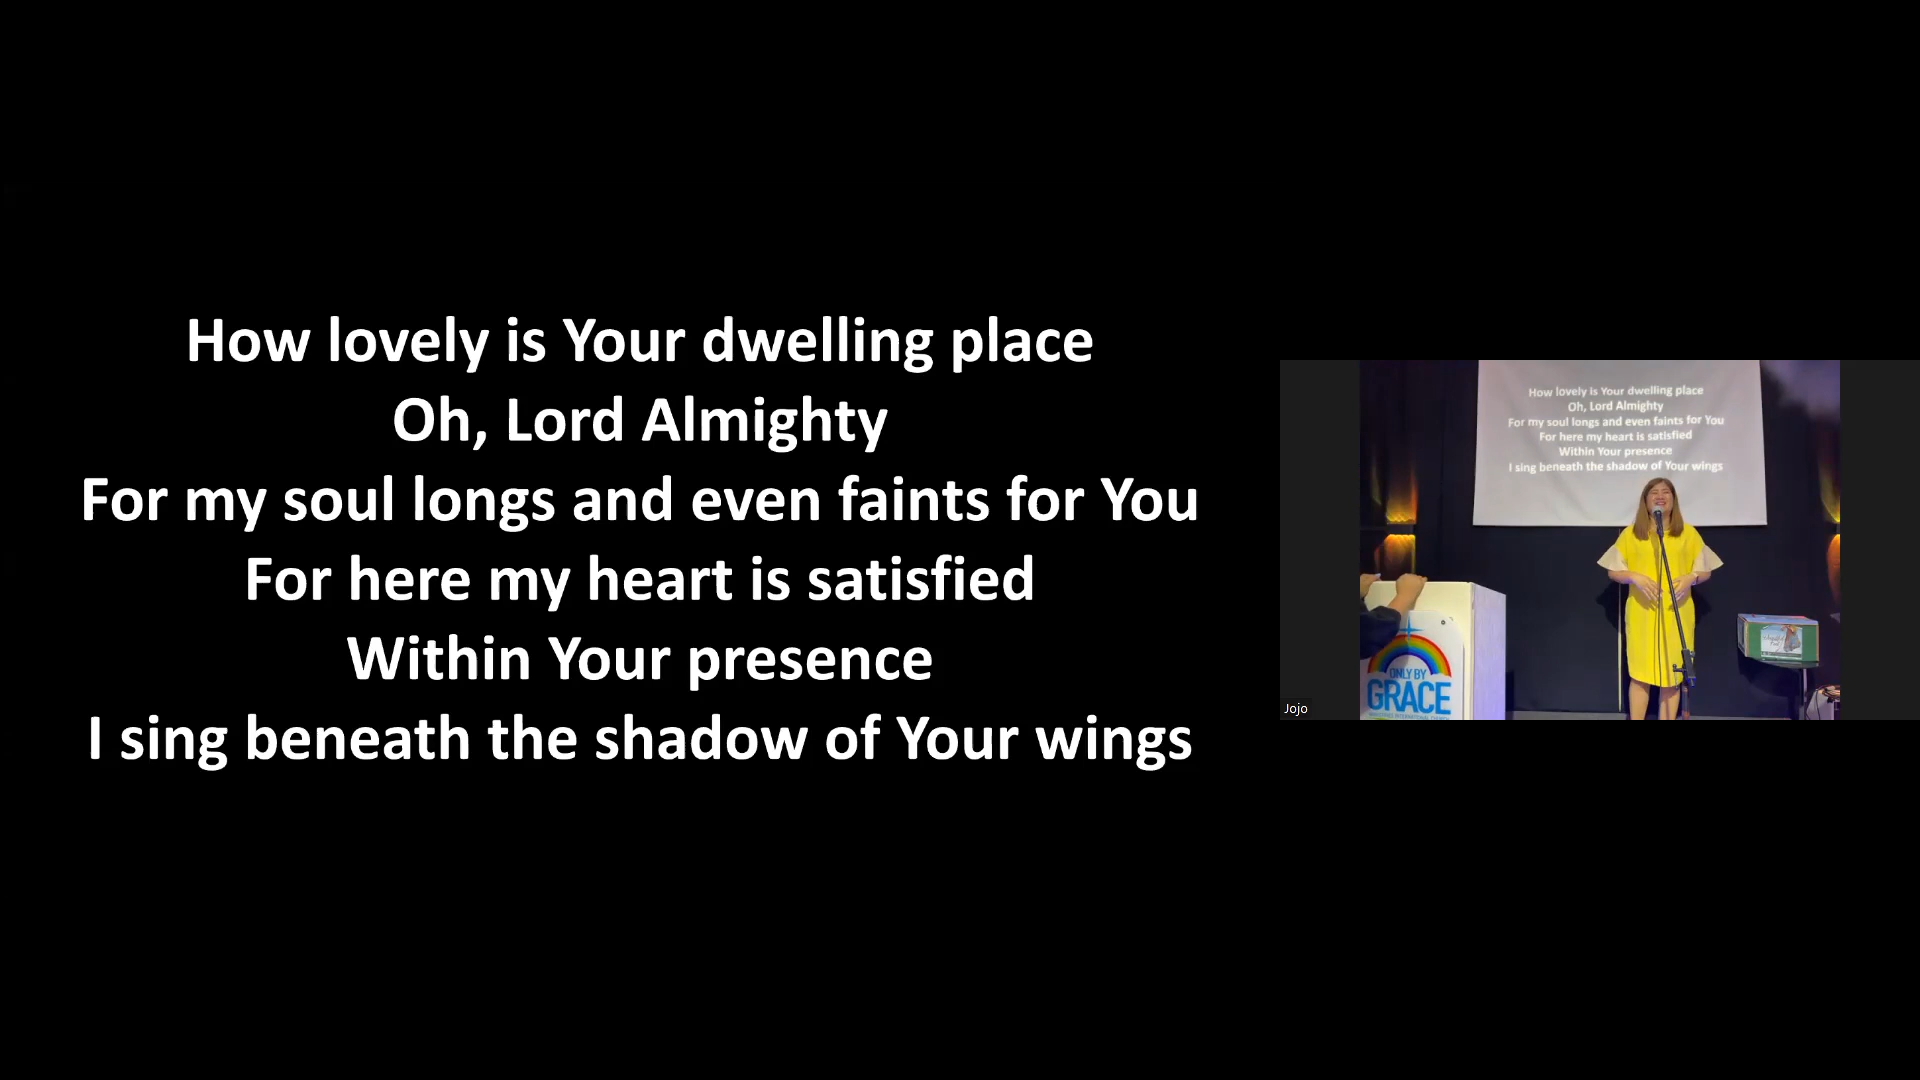 How lovely is Your dwelling place
Oh, Lord Almighty
For my soul longs and even faints for You
For here my heart is satisfied
Within Your presence
I sing beneath the shadow of Your wings
How lovely is Your dwelling place
Oh, Lord Almighty
For my soul longs and even faints for You
For here my heart is satisfied
Within Your presence
I sing beneath the shadow of Your wings
ONLY BY
GRACE
Jojo